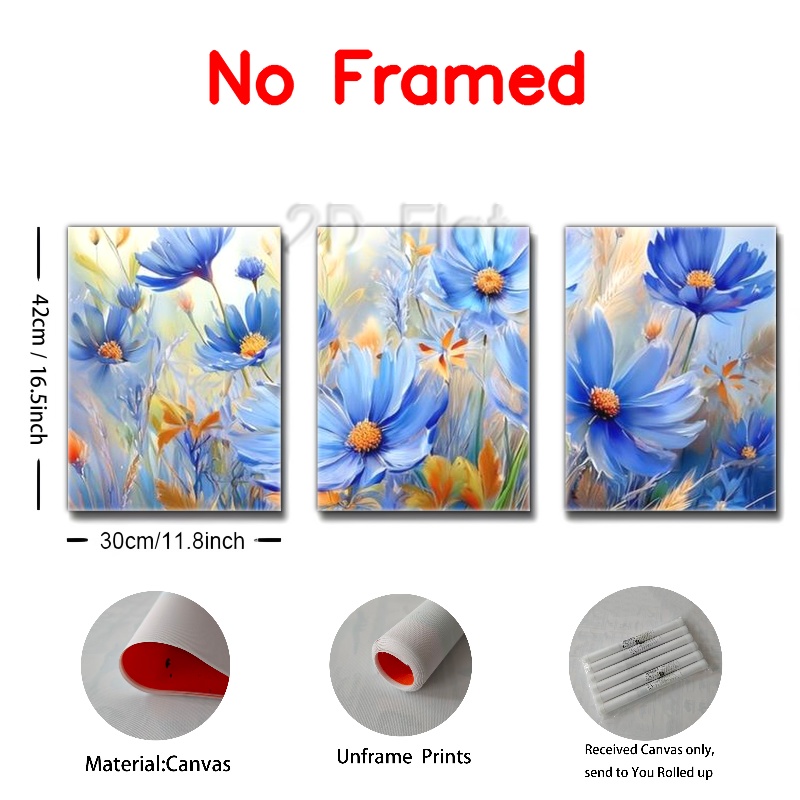 No Framed
2D Flat
42cm / 16.5inch
30cm/11.8inch
Material:Canvas
Unframe Prints
Received Canvas only,
send to You Rolled up